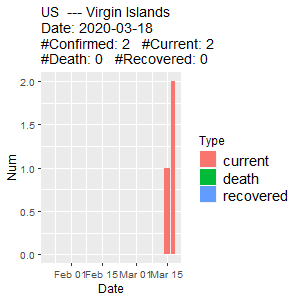 US  --- Virgin Islands
Date: 2020-03-18
#Confirmed: 2   #Current: 2
#Death: 0   #Recovered: 0
2.0
1.5
1.0
0.5
0.0
Num
Feb 01 Feb 15 Mar 01 Mar 15
Date
Type
current
death
recovered